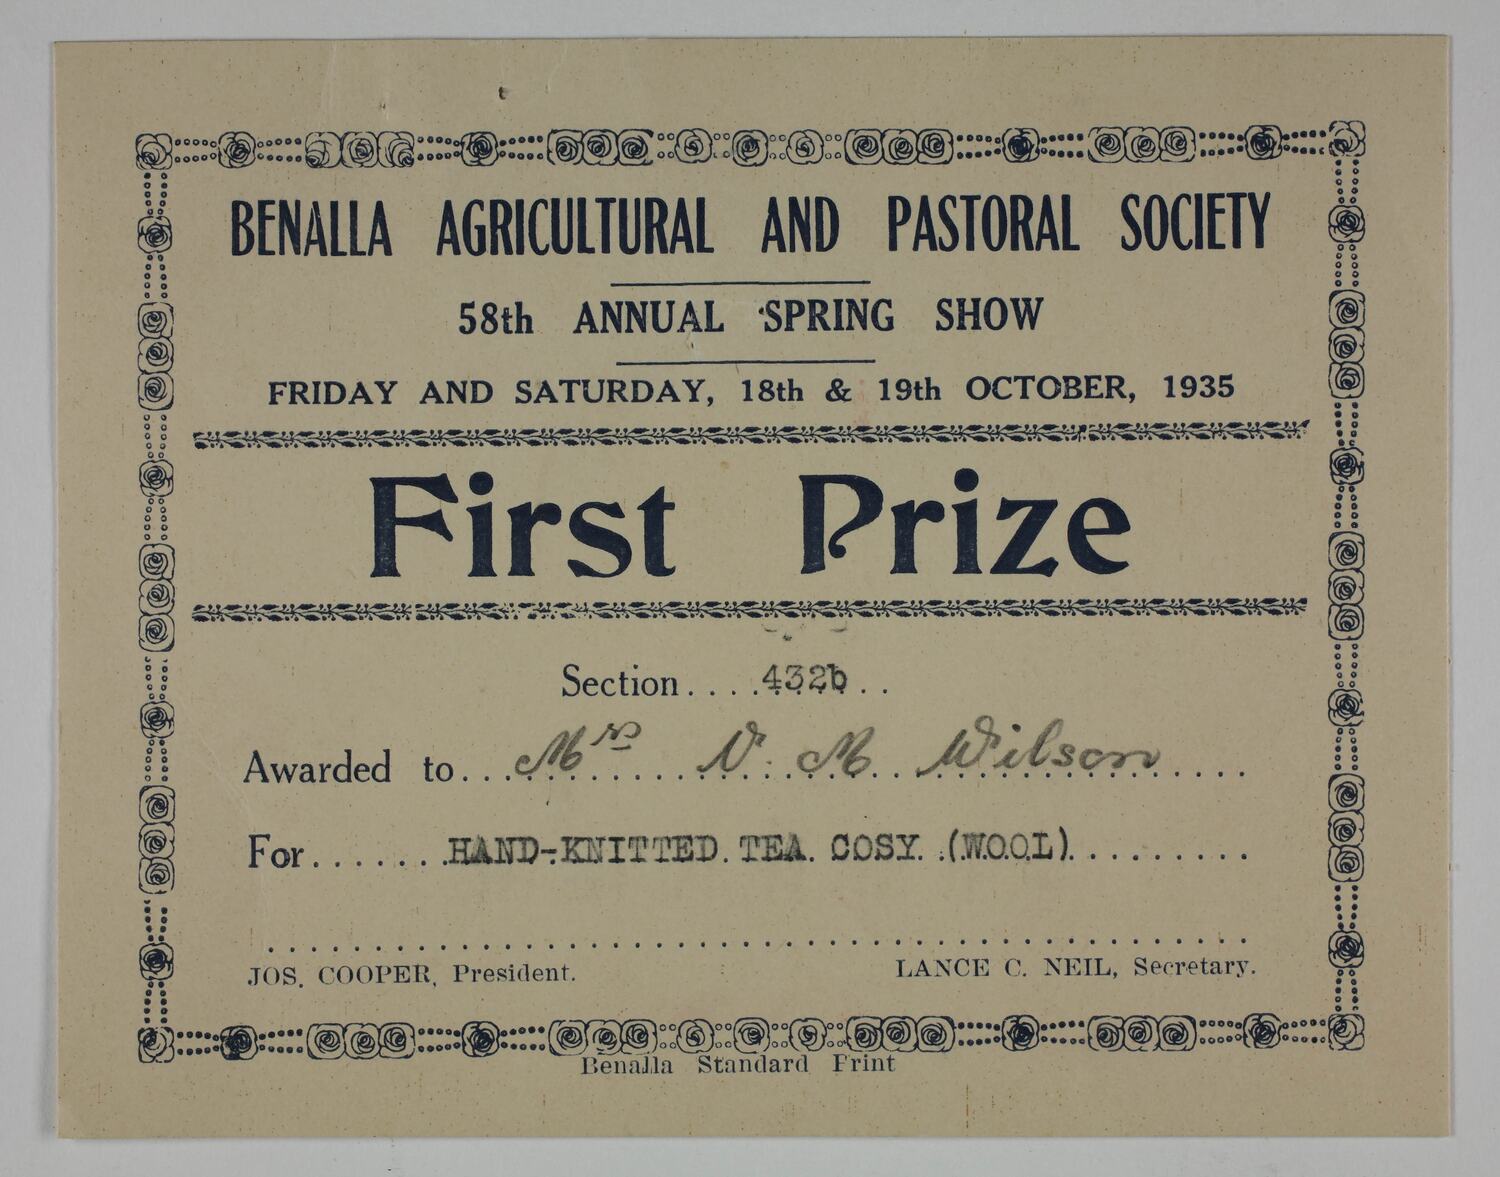 BENALLA AGRICULTURAL AND PASTORAL SOCIETY
58th ANNUAL SPRING SHOW
FRIDAY AND SATURDAY, 18th & 19th OCTOBER, 1935
First Prize
Section....432b..
Awarded to...Mrs V. M. Wilson....
For.......HAND-KNITTED TEA COSY (WOOL).........
JOS. COOPER, President. LANCE C. NEIL, Secretary.
Benalla Standard Print